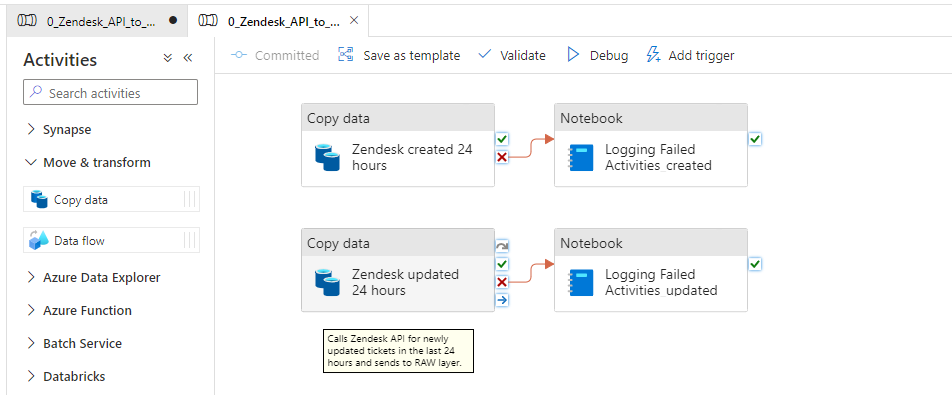 0_Zendesk_API_to_...
0_Zendesk_API_to_...
Activities
Committed
Save as template
Validate
Debug
Add trigger
Search activities
Synapse
Move & transform
Copy data
Data flow
Azure Data Explorer
Azure Function
Batch Service
Databricks
Copy data
Zendesk created 24
hours
Notebook
Logging Failed
Activities_created
Copy data
Zendesk updated
24 hours
Notebook
Logging Failed
Activities_updated
Calls Zendesk API for newly
updated tickets in the last 24
hours and sends to RAW layer.